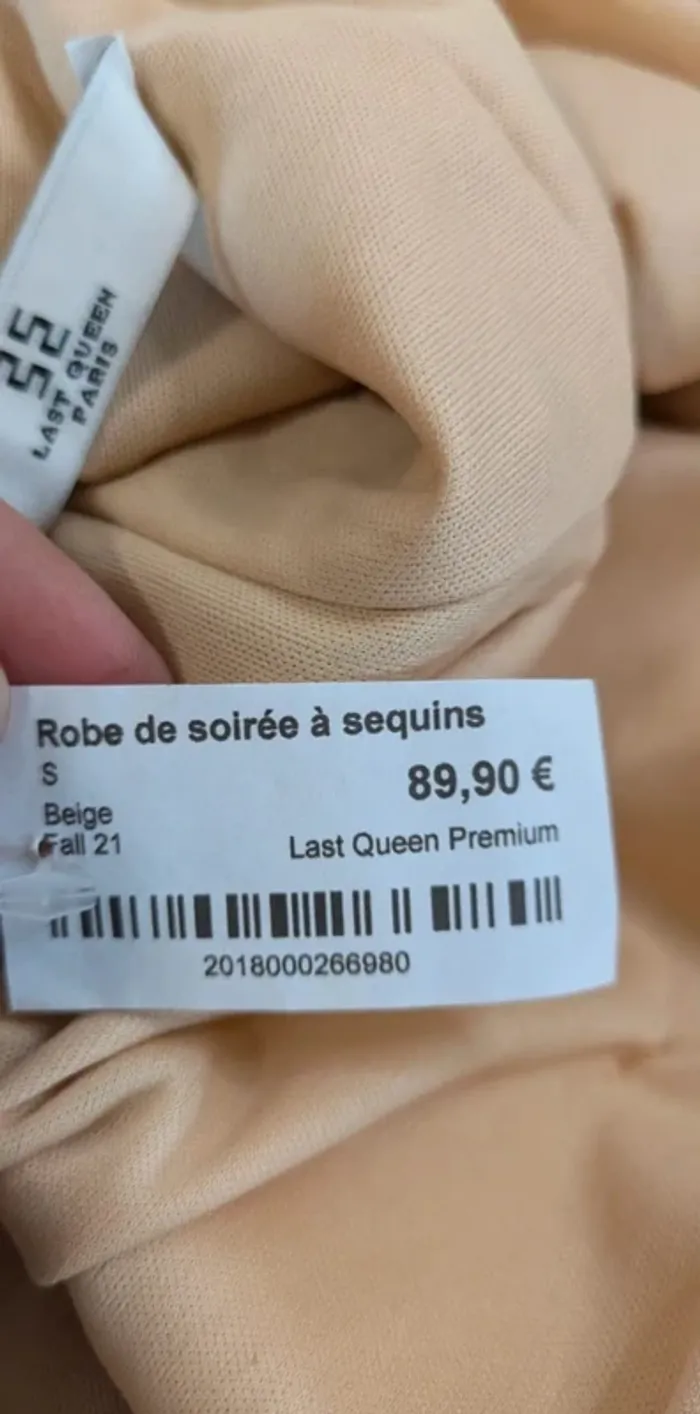 LAST QUEEN
PARIS
Robe de soirée à sequins
S
89,90 €
Beige
Fall 21
Last Queen Premium
2018000266980